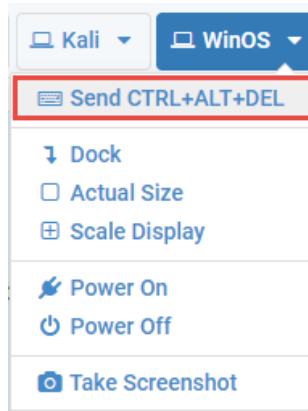 Kali WinOS
Send CTRL+ALT+DEL
Dock
Actual Size
Scale Display
Power On
Power Off
Take Screenshot